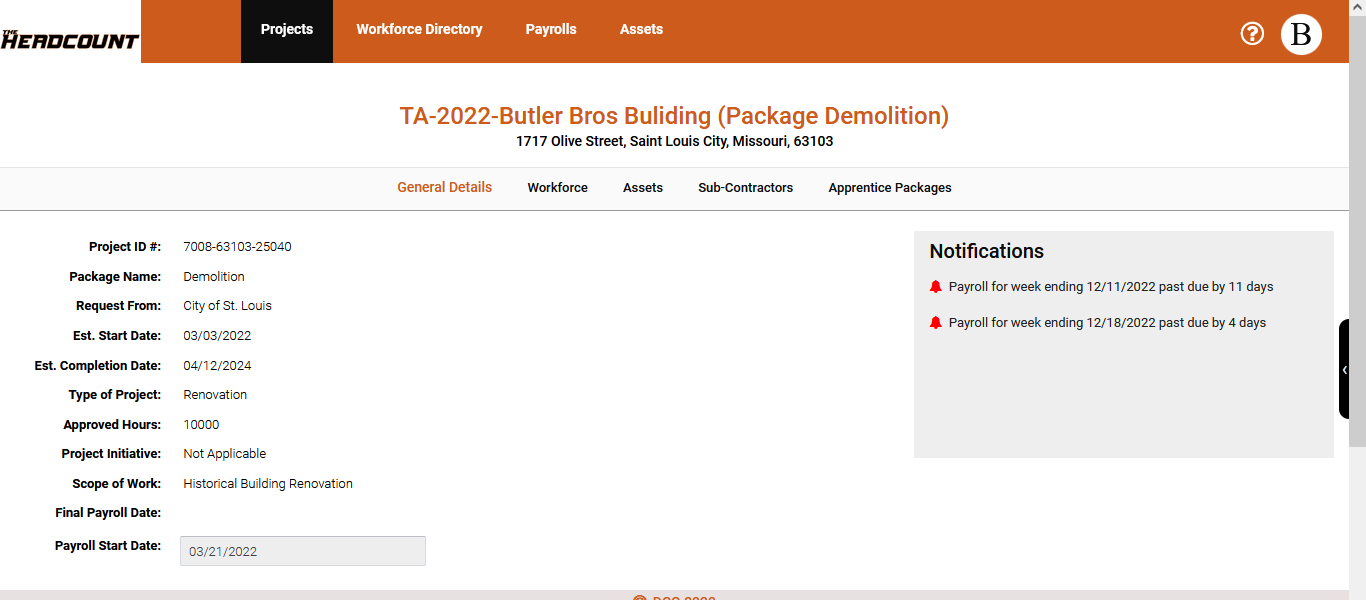 THE HEADCOUNT
Projects
Workforce Directory
Payrolls
Assets
B
TA-2022-Butler Bros Buliding (Package Demolition)
1717 Olive Street, Saint Louis City, Missouri, 63103
General Details
Workforce
Assets
Sub-Contractors
Apprentice Packages
Project ID #: 7008-63103-25040
Package Name: Demolition
Request From: City of St. Louis
Est. Start Date: 03/03/2022
Est. Completion Date: 04/12/2024
Type of Project: Renovation
Approved Hours: 10000
Project Initiative: Not Applicable
Scope of Work: Historical Building Renovation
Final Payroll Date:
Payroll Start Date: 03/21/2022
Notifications
Payroll for week ending 12/11/2022 past due by 11 days
Payroll for week ending 12/18/2022 past due by 4 days